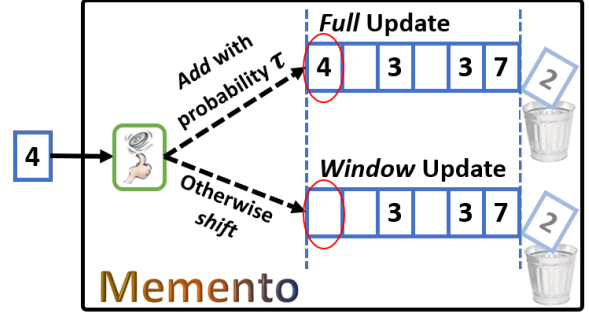 Full Update
Add with
probability τ
4 3 3 7
2
4
Window Update
Otherwise
shift
3 3 7
2
Memento